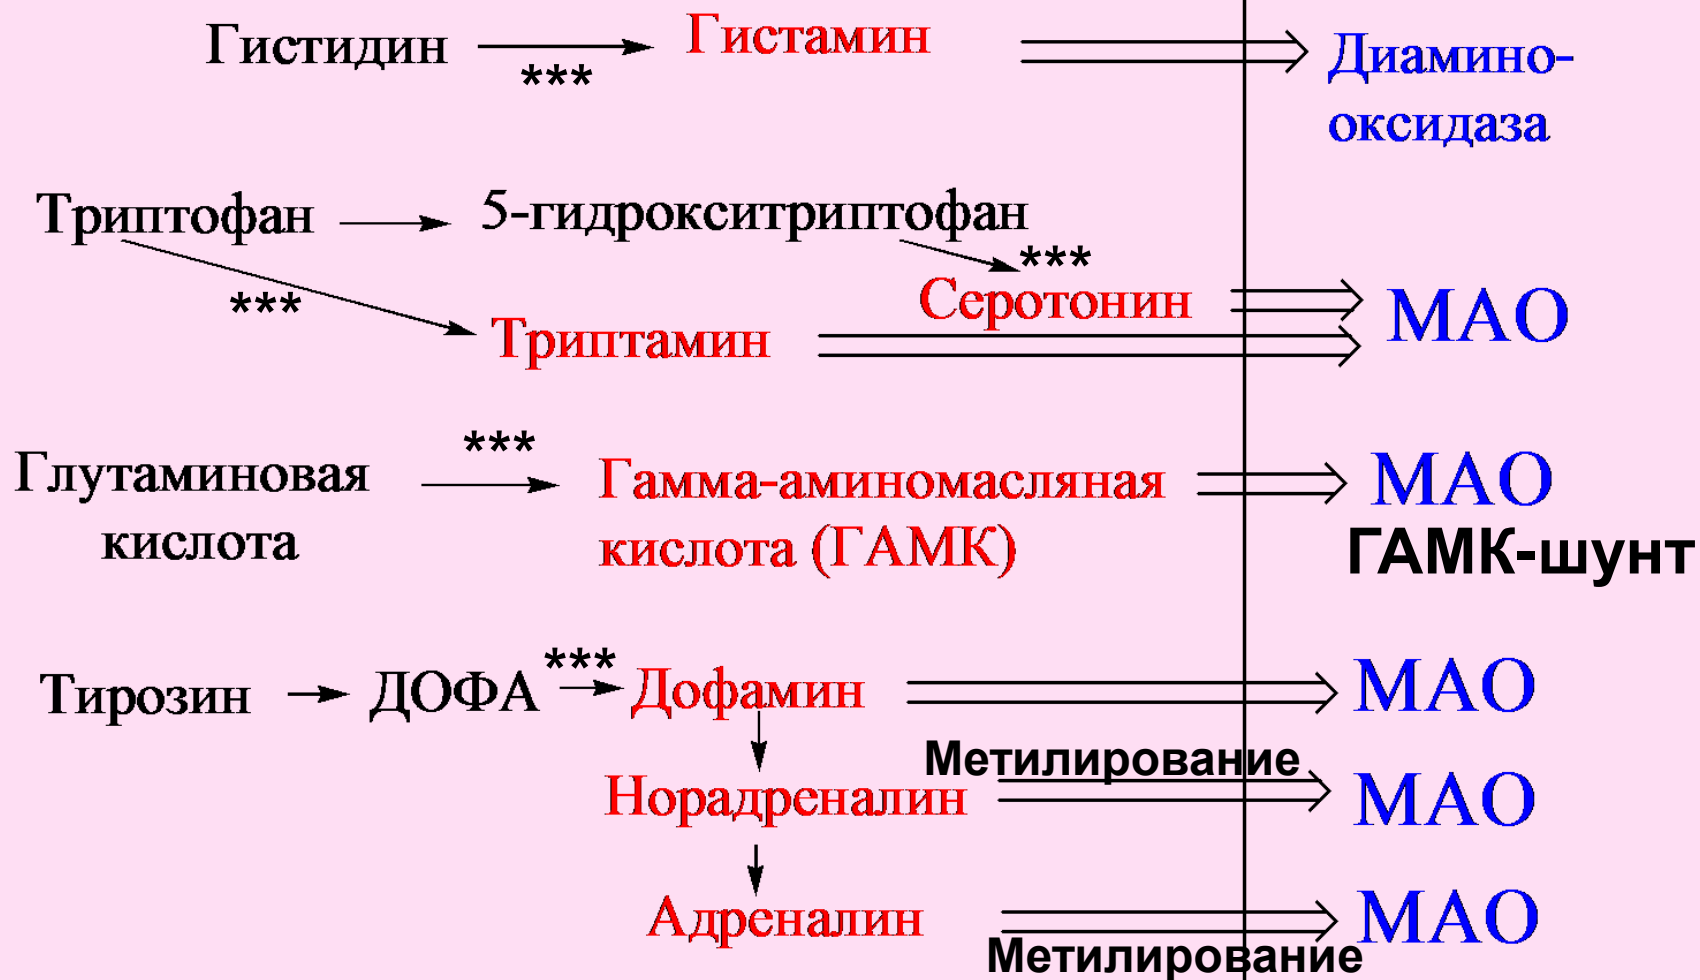 Гистидин *** Гистамин Диамино-
оксидаза
Триптофан 5-гидрокситриптофан
***
*** Серотонин МАО
Триптамин
***
Глутаминовая Гамма-аминомасляная МАО
кислота кислота (ГАМК) ГАМК-шунт
Тирозин ДОФА *** Дофамин МАО
Метилирование
Норадреналин МАО
Адреналин МАО
Метилирование